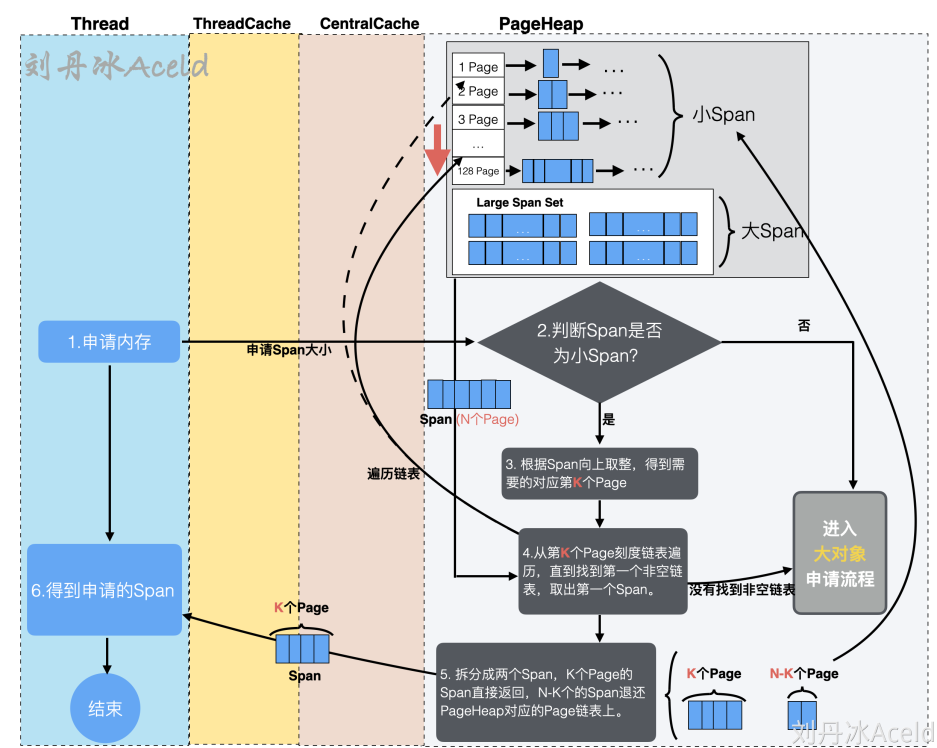 Thread
ThreadCache
CentralCache
PageHeap
刘丹冰Aceld
1 Page
...
2 Page
...
3 Page
...
...
128 Page
...
小Span
Large Span Set
...
...
...
...
大Span
1.申请内存
申请Span大小
2.判断Span是否
为小Span?
否
是
Span (N个Page)
遍历链表
3. 根据Span向上取整，得到需
要的对应第K个Page
4.从第K个Page刻度链表遍
历，直到找到第一个非空链
表，取出第一个Span。
没有找到非空链表
进入
大对象
申请流程
6.得到申请的Span
K个Page
Span
5. 拆分成两个Span，K个Page的
Span直接返回，N-K个的Span退还
PageHeap对应的Page链表上。
K个Page
N-K个Page
结束
刘丹冰Aceld